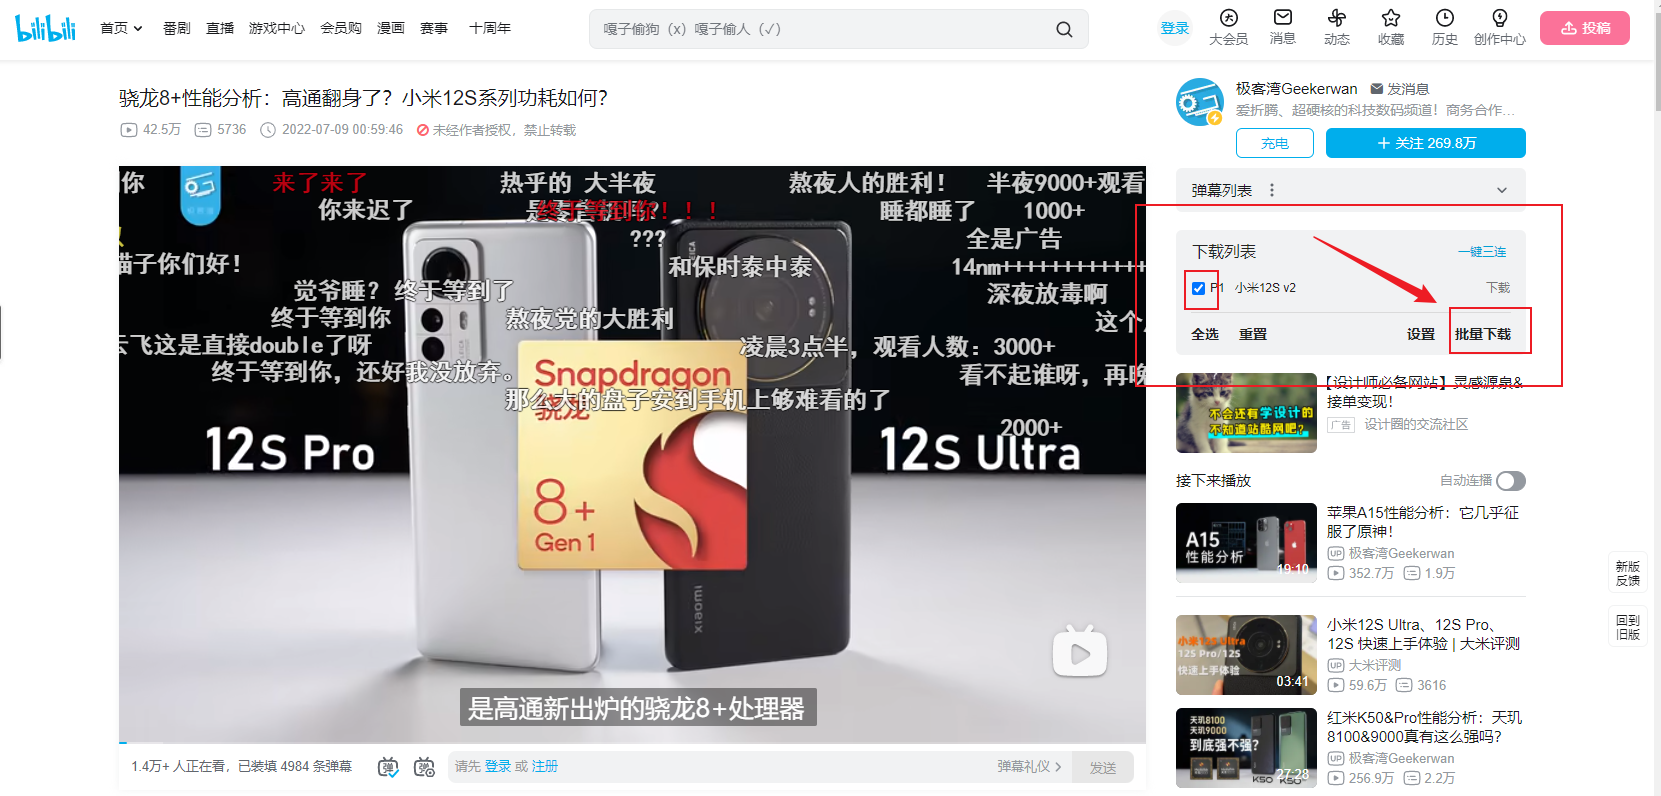 bilibili
首页 番剧 直播 游戏中心 会员购 漫画 赛事 十周年
嘎子偷狗（x）嘎子偷人（✓）
登录 大会员 消息 动态 收藏 历史 创作中心 投稿
骁龙8+性能分析：高通翻身了？小米12S系列功耗如何？
42.5万 5736 2022-07-09 00:59:46 未经作者授权，禁止转载
极客湾Geekerwan 发消息
爱折腾、超硬核的科技数码频道！商务合作...
充电 + 关注 269.8万
弹幕列表
下载列表 一键三连
P1 小米12S v2 下载
全选 重置 设置 批量下载
你 来了来了 热乎的 大半夜 熬夜人的胜利！ 半夜9000+观看
你来迟了 终于等到你！！！ 睡都睡了 1000+
??? 全是广告
猫子你们好！ 和保时泰中泰 14nm+++++++++++
觉爷睡？ 终于等到了 深夜放毒啊
终于等到你 熬夜党的大胜利 这个
云飞这是直接double了呀 凌晨3点半，观看人数：3000+
终于等到你，还好我没放弃。 看不起谁呀，再晚
那么大的盘子安到手机上够难看的了
2000+
LEICA
Snapdragon
骁龙
8+
Gen 1
12S Pro
12S Ultra
xiaomi
是高通新出炉的骁龙8+处理器
1.4万+ 人正在看，已装填 4984 条弹幕
请先 登录 或 注册 弹幕礼仪 发送
不会还有学设计的
不知道站酷网吧？
【设计师必备网站】灵感源泉&
接单变现！
广告 设计圈的交流社区
接下来播放 自动连播
A15
性能分析
19:10
苹果A15性能分析：它几乎征
服了原神！
UP 极客湾Geekerwan
352.7万 1.9万
小米12S Ultra
12S Pro/12S
快速上手体验
03:41
小米12S Ultra、12S Pro、
12S 快速上手体验 | 大米评测
UP 大米评测
59.6万 3616
天玑8100
天玑9000
到底强不强？
K50 K50
27:28
红米K50&Pro性能分析：天玑
8100&9000真有这么强吗？
UP 极客湾Geekerwan
256.9万 2.2万
新版
反馈
回到
旧版